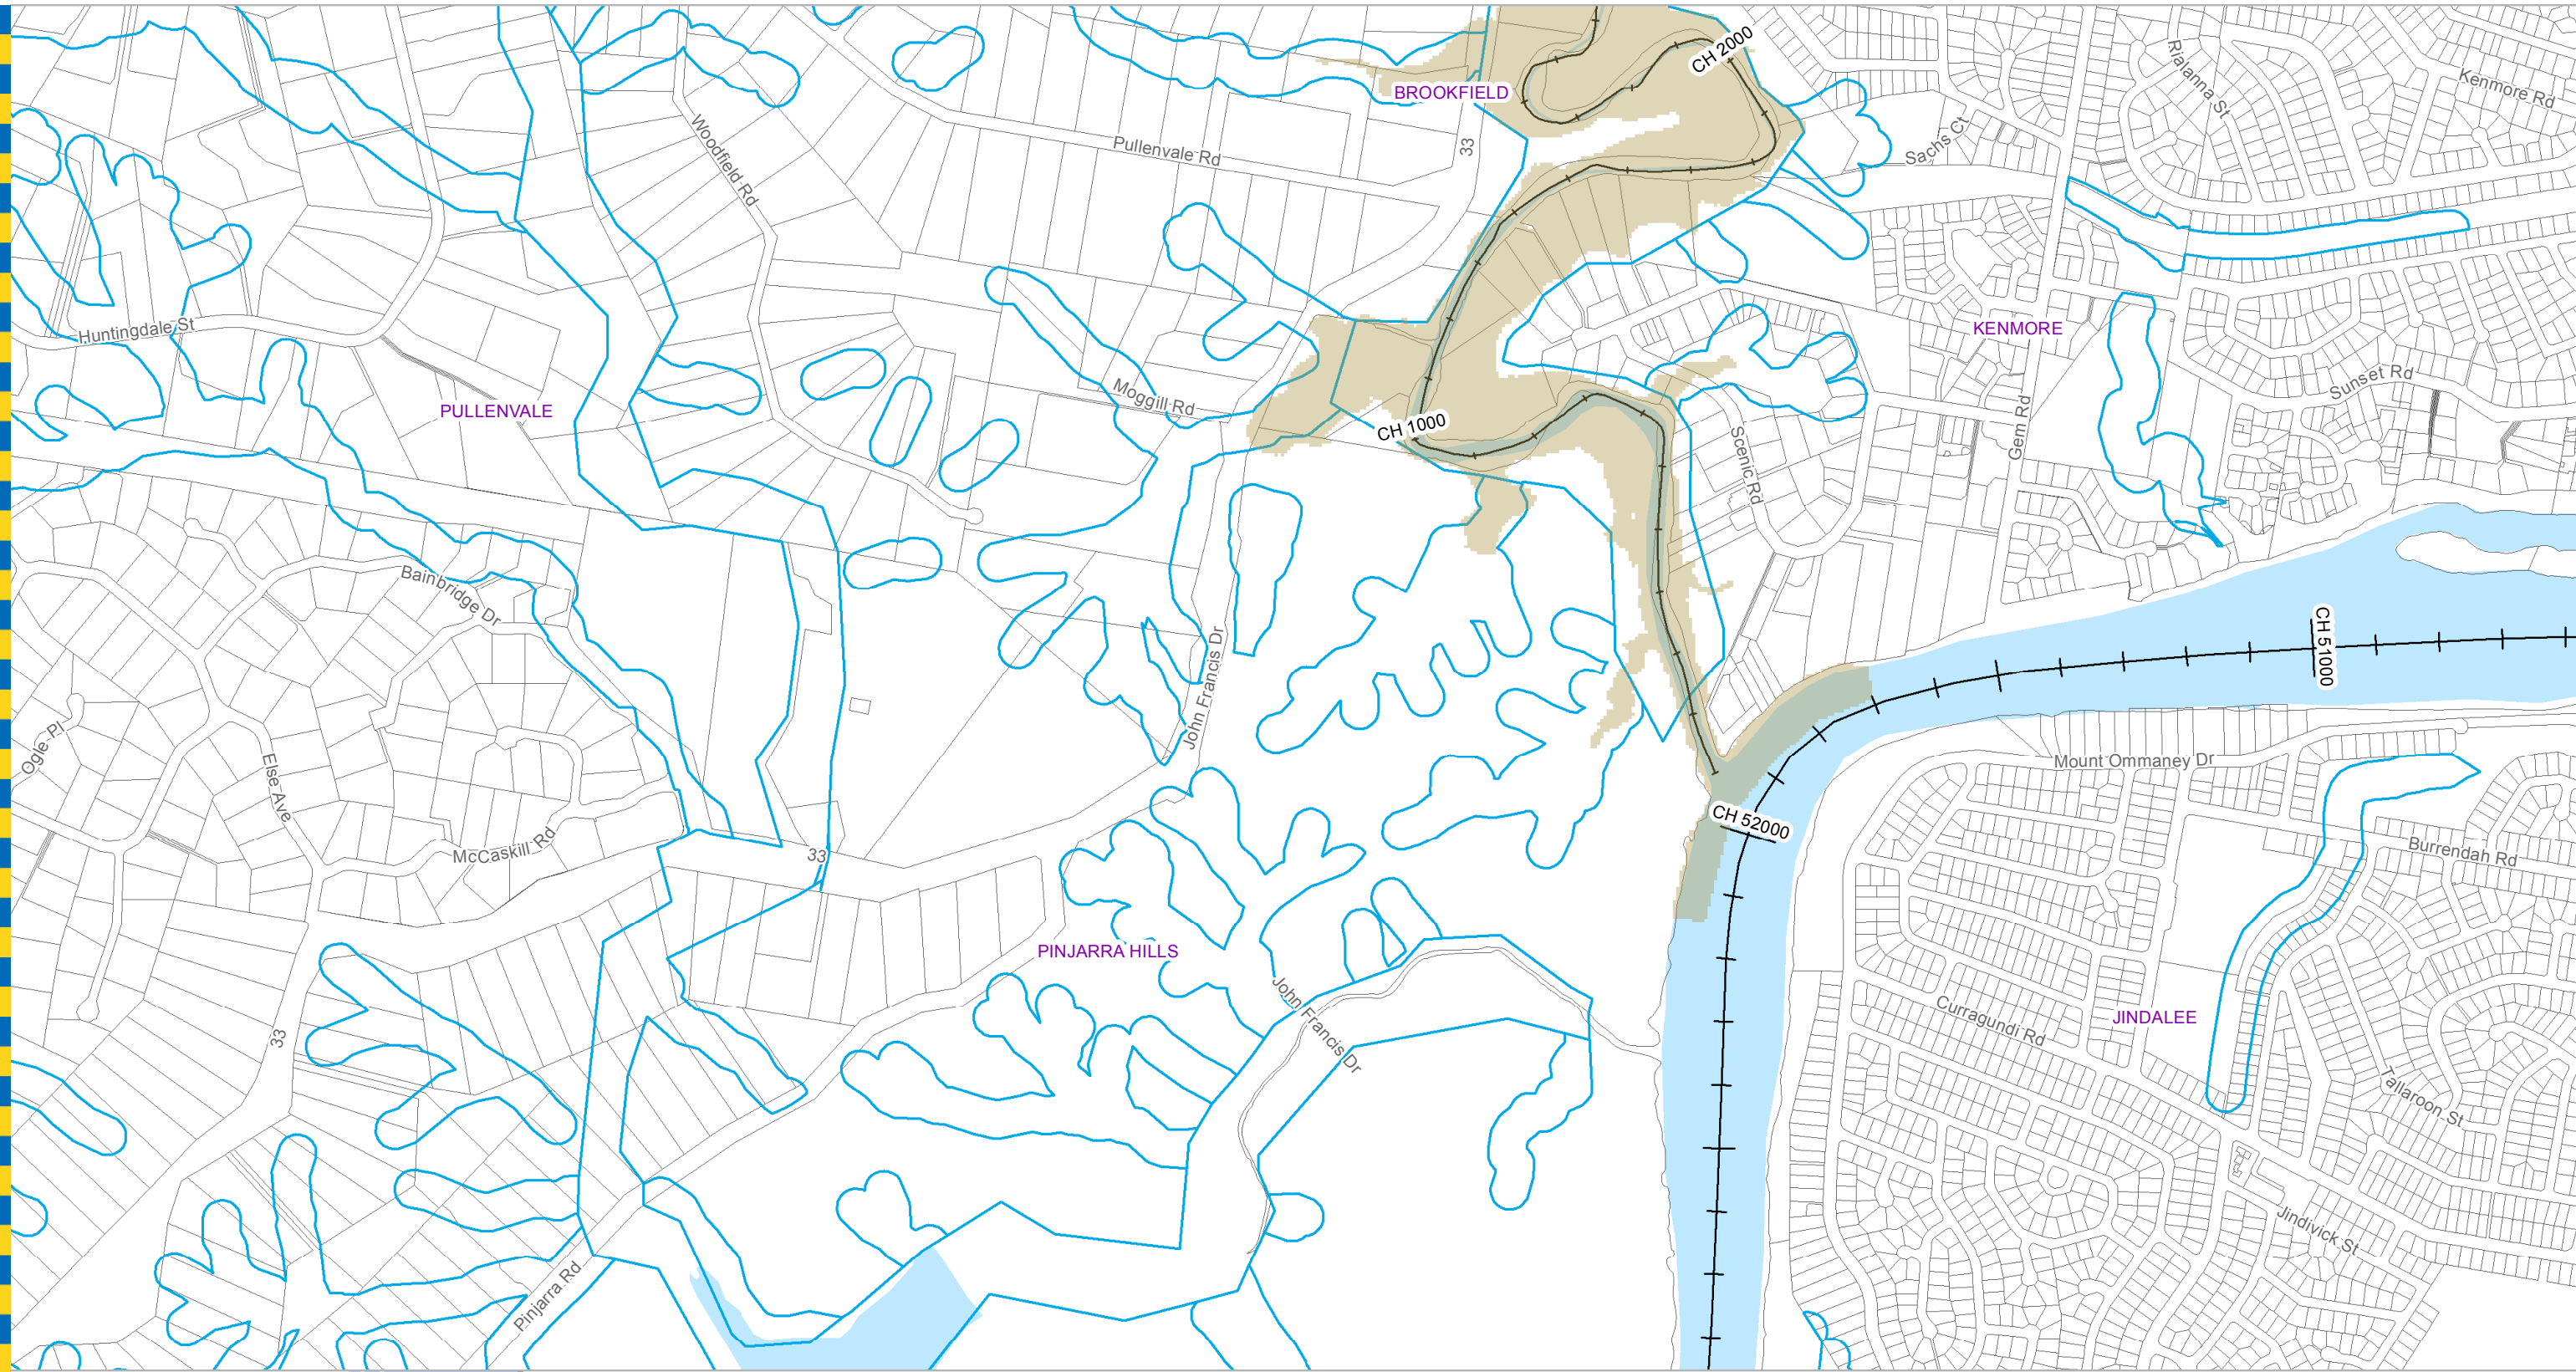 CH 2000
Rialanna St
Kenmore Rd
BROOKFIELD
Woodfield Rd
Pullenvale Rd
33
Sachs Ct
Huntingdale St
KENMORE
PULLENVALE
Moggill Rd
CH 1000
Scenic Rd
Gem Rd
Sunset Rd
Bainbridge Dr
John Francis Dr
CH 51000
Ogle Pl
Else Ave
McCaskill Rd
33
CH 52000
Mount Ommaney Dr
Burrendah Rd
PINJARRA HILLS
33
John Francis Dr
Curragundi Rd
JINDALEE
Tallaroon St
Jindivick St
Pinjarra Rd